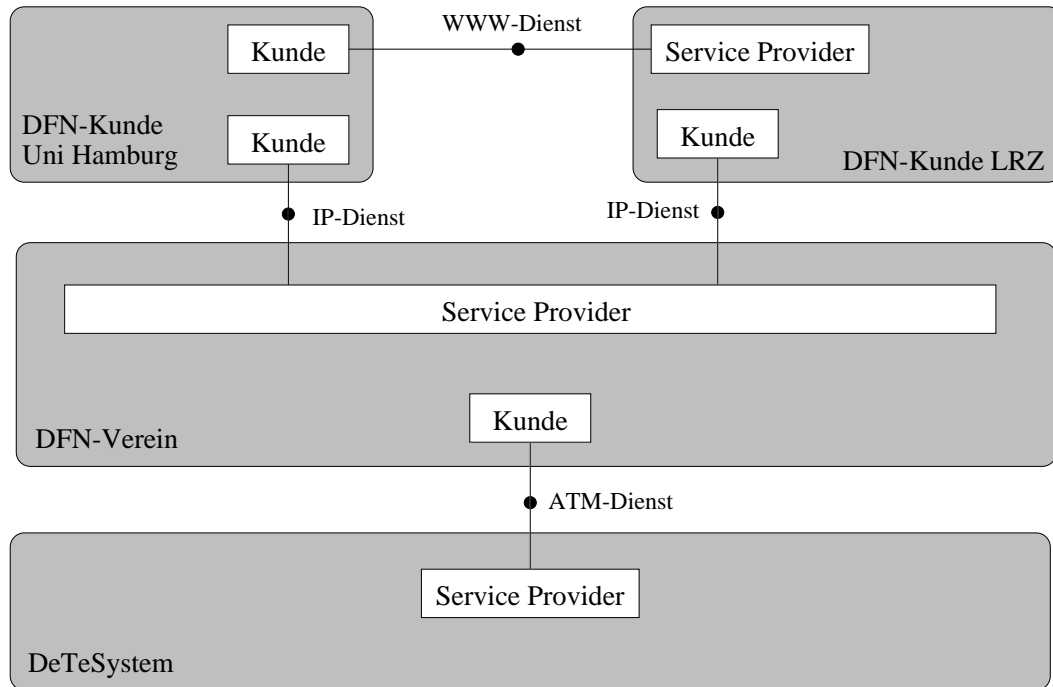 WWW-Dienst
Kunde
Service Provider
DFN-Kunde
Uni Hamburg
Kunde
Kunde
DFN-Kunde LRZ
IP-Dienst
IP-Dienst
Service Provider
Kunde
DFN-Verein
ATM-Dienst
Service Provider
DeTeSystem